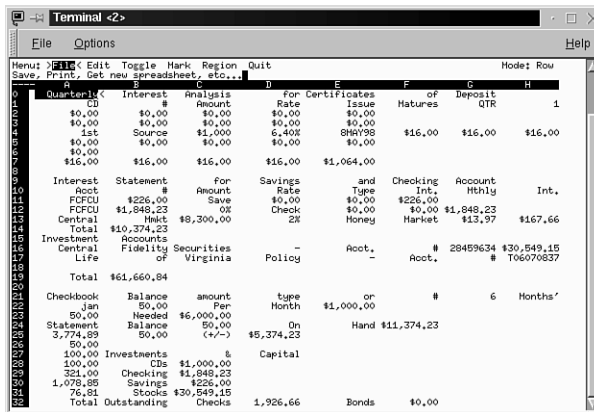 Terminal <2>
File Options Help
Menu: >File< Edit Toggle Mark Region Quit Mode: Row
Save, Print, Get new spreadsheet, etc...
A B C D E F G H
0 Quarterly< Interest Analysis for Certificates of Deposit
1 CD # Amount Rate Issue Matures QTR 1
2 $0.00 $0.00 $0.00 $0.00 $0.00
3 $0.00 $0.00 $0.00 $0.00 $0.00
4 1st Source $1,000 6.40% 8MAY98 $16.00 $16.00 $16.00
5 $0.00 $0.00 $0.00 $0.00 $0.00
6 $0.00
7 $16.00 $16.00 $16.00 $16.00 $1,064.00
8
9
10 Interest Statement for Savings and Checking Account
11 Acct # Amount Rate Type Int. Mthly Int.
11 FCFCU $226.00 Save $0.00 $0.00 $226.00
12 FCFCU $1,848.23 0% Check $0.00 $0.00 $1,848.23
13 Central Mmkt $8,300.00 2% Money Market $13.97 $167.66
14 Total $10,374.23
15 Investment Accounts
16 Central Fidelity Securities - Acct. # 28459634 $30,549.15
17 Life of Virginia Policy - Acct. # T06070837
18
19 Total $61,660.84
20
21 Checkbook Balance amount type or # 6 Months'
22 jan 50.00 Per Month $1,000.00
23 50.00 Needed $6,000.00
24 Statement Balance 50.00 On Hand $11,374.23
25 3,774.89 50.00 (+/-) $5,374.23
26 50.00
27 100.00 Investments & Capital
28 100.00 CDs $1,000.00
29 321.00 Checking $1,848.23
30 1,078.85 Savings $226.00
31 76.81 Stocks $30,549.15
32 Total Outstanding Checks 1,926.66 Bonds $0.00